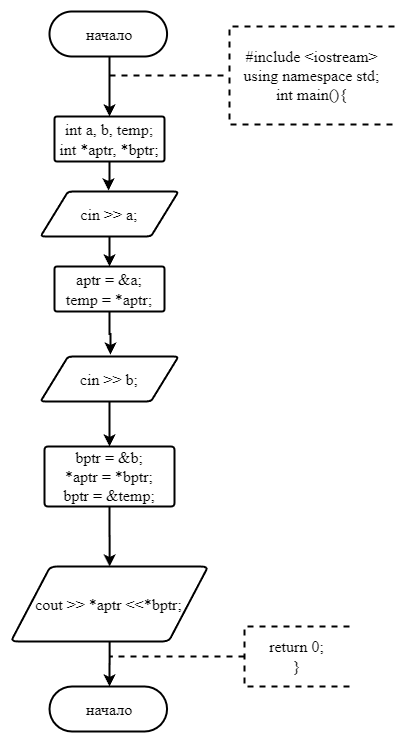 начало
#include <iostream>
using namespace std;
int main(){
int a, b, temp;
int *aptr, *bptr;
cin >> a;
aptr = &a;
temp = *aptr;
cin >> b;
bptr = &b;
*aptr = *bptr;
bptr = &temp;
cout >> *aptr <<*bptr;
return 0;
}
начало